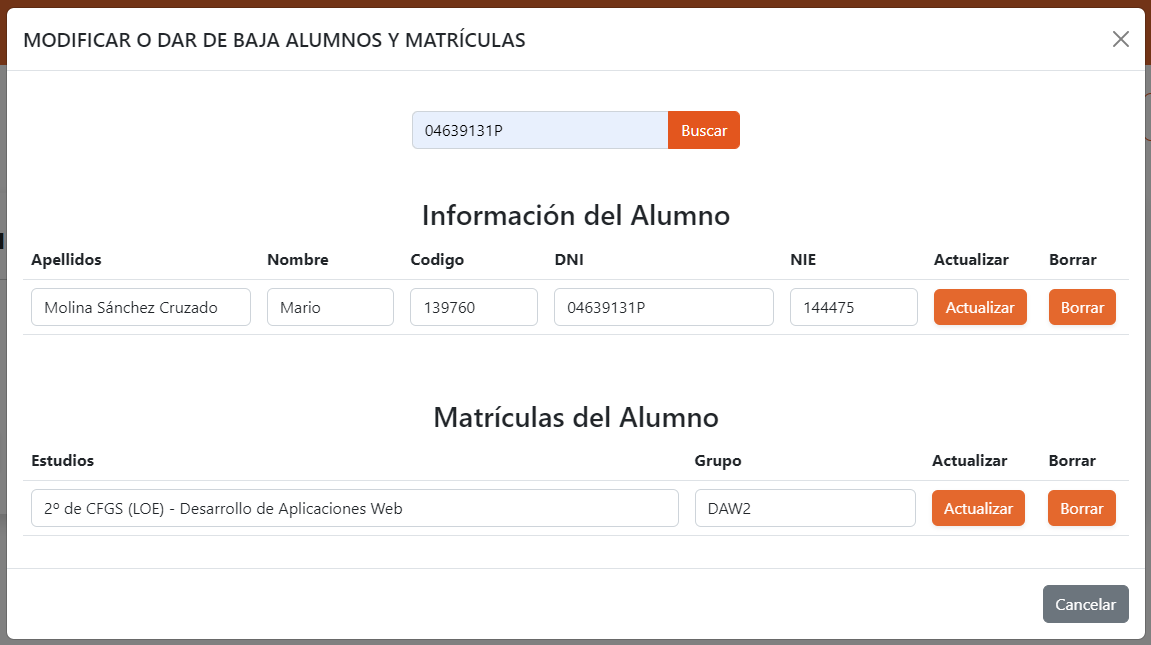 MODIFICAR O DAR DE BAJA ALUMNOS Y MATRÍCULAS
04639131P Buscar
Información del Alumno
Apellidos Nombre Codigo DNI NIE Actualizar Borrar
Molina Sánchez Cruzado Mario 139760 04639131P 144475 Actualizar Borrar
Matrículas del Alumno
Estudios Grupo Actualizar Borrar
2º de CFGS (LOE) - Desarrollo de Aplicaciones Web DAW2 Actualizar Borrar
Cancelar